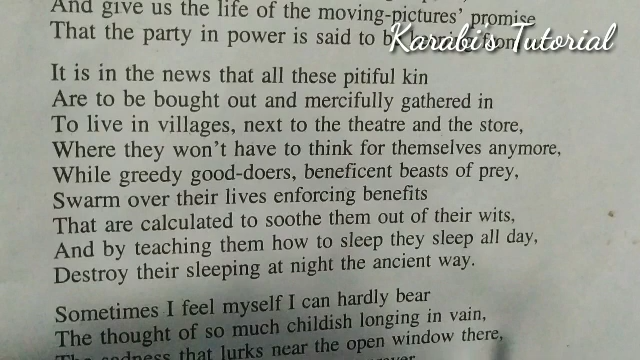 And give us the life of the moving-pictures' promise
That the party in power is said to
Karabi's Tutorial
It is in the news that all these pitiful kin
Are to be bought out and mercifully gathered in
To live in villages, next to the theatre and the store,
Where they won't have to think for themselves anymore,
While greedy good-doers, beneficent beasts of prey,
Swarm over their lives enforcing benefits
That are calculated to soothe them out of their wits,
And by teaching them how to sleep they sleep all day,
Destroy their sleeping at night the ancient way.
Sometimes I feel myself I can hardly bear
The thought of so much childish longing in vain,
The sadness that lurks near the open window there,